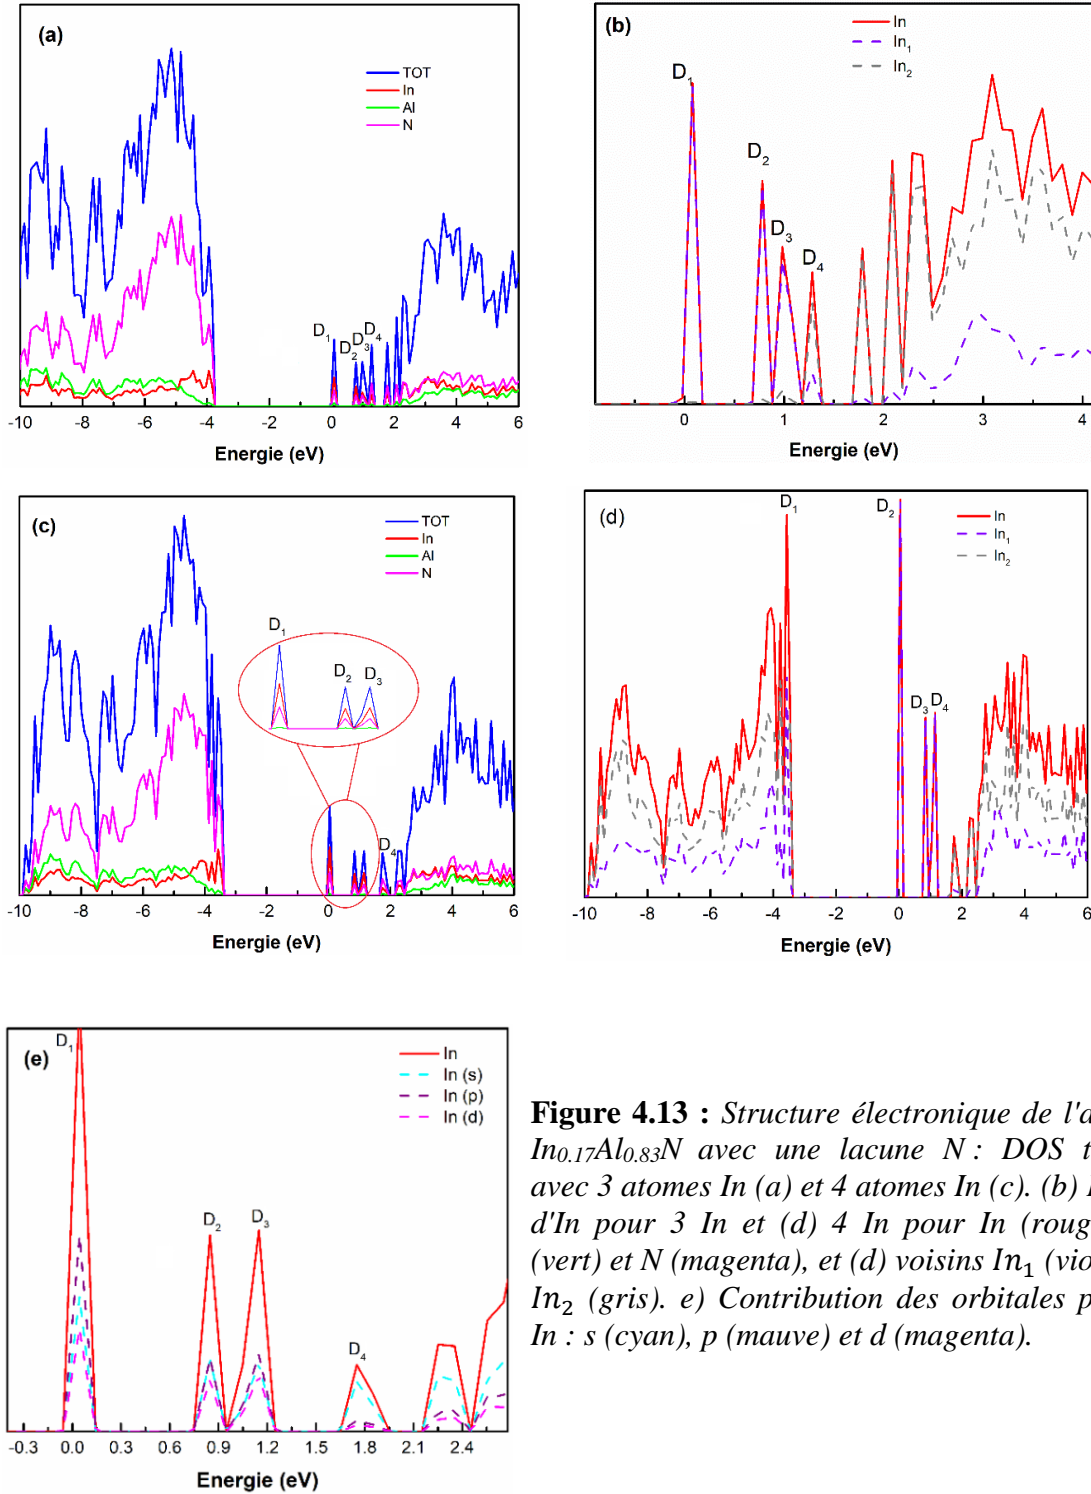 (a)
TOT
In
Al
N
D1
D2
D3
D4
-10 -8 -6 -4 -2 0 2 4 6
Energie (eV)
(b)
In
In1
In2
D1
D2
D3
D4
0 1 2 3 4
Energie (eV)
(c)
TOT
In
Al
N
D1
D2 D3
D4
-10 -8 -6 -4 -2 0 2 4 6
Energie (eV)
(d)
In
In1
In2
D1
D2
D3 D4
-10 -8 -6 -4 -2 0 2 4 6
Energie (eV)
(e)
In
In (s)
In (p)
In (d)
D1
D2 D3
D4
-0.3 0.0 0.3 0.6 0.9 1.2 1.5 1.8 2.1 2.4
Energie (eV)
Figure 4.13 : Structure électronique de l'a
In0.17Al0.83N avec une lacune N : DOS t
avec 3 atomes In (a) et 4 atomes In (c). (b)
d'In pour 3 In et (d) 4 In pour In (roug
(vert) et N (magenta), et (d) voisins In1 (vio
In2 (gris). e) Contribution des orbitales p
In : s (cyan), p (mauve) et d (magenta).